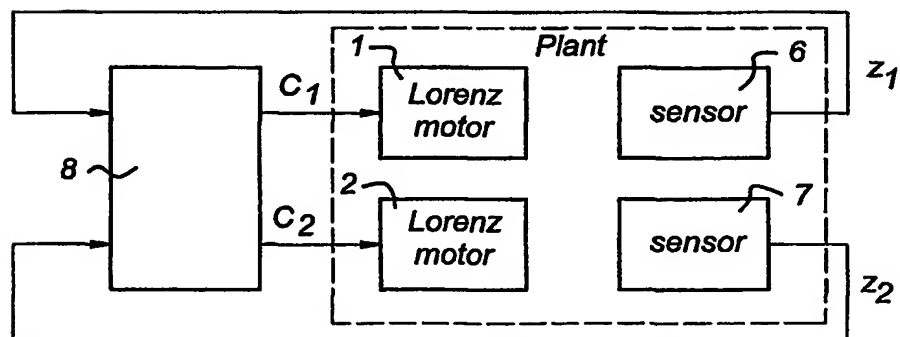 Plant
1
6
C1
Lorenz
motor
sensor
z1
8
2
7
C2
Lorenz
motor
sensor
z2